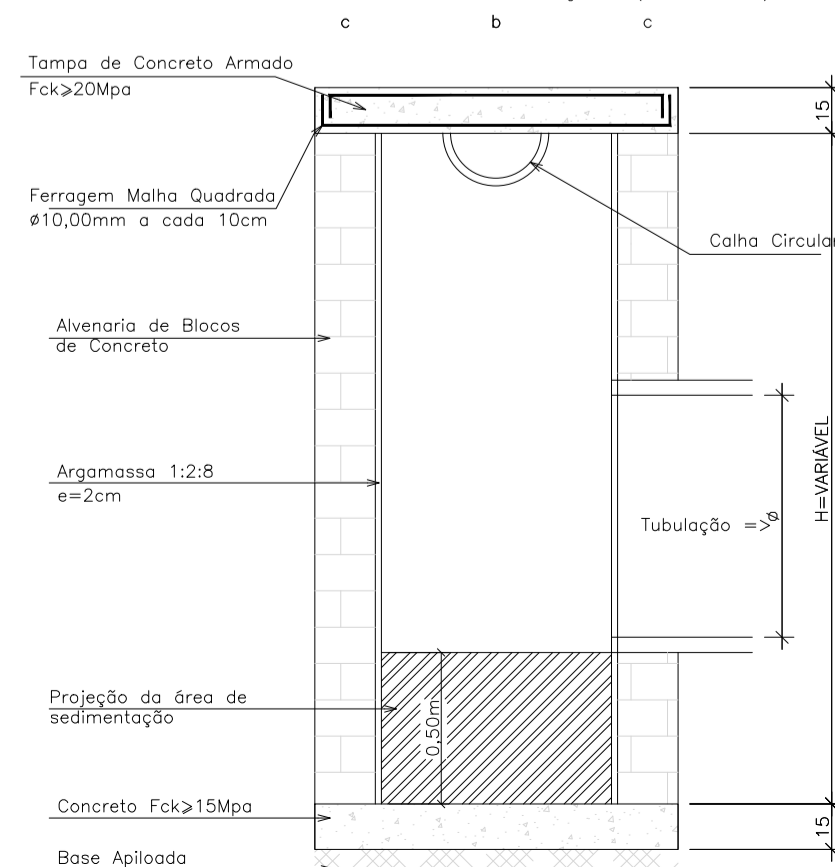 c b c
Tampa de Concreto Armado
Fck⩾20Mpa
15
Ferragem Malha Quadrada
ø10,00mm a cada 10cm
Calha Circular
Alvenaria de Blocos
de Concreto
H=VARIÁVEL
Argamassa 1:2:8
e=2cm
Tubulação =>ø
Projeção da área de
sedimentação
0,50m
Concreto Fck⩾15Mpa
15
Base Apiloada